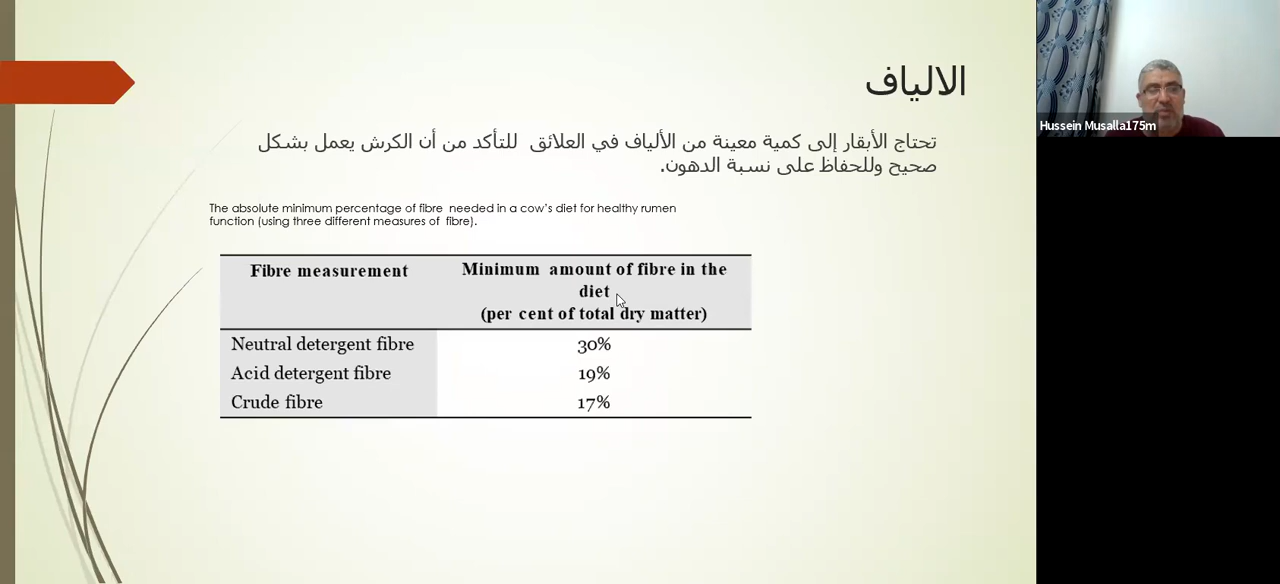 الالياف
تحتاج الأبقار إلى كمية معينة من الألياف في العلائق للتأكد من أن الكرش يعمل بشكل
صحيح وللحفاظ على نسبة الدهون.
The absolute minimum percentage of fibre needed in a cow's diet for healthy rumen
function (using three different measures of fibre).
Fibre measurement
Minimum amount of fibre in the
diet
(per cent of total dry matter)
Neutral detergent fibre 30%
Acid detergent fibre 19%
Crude fibre 17%
Hussein Musalla175m